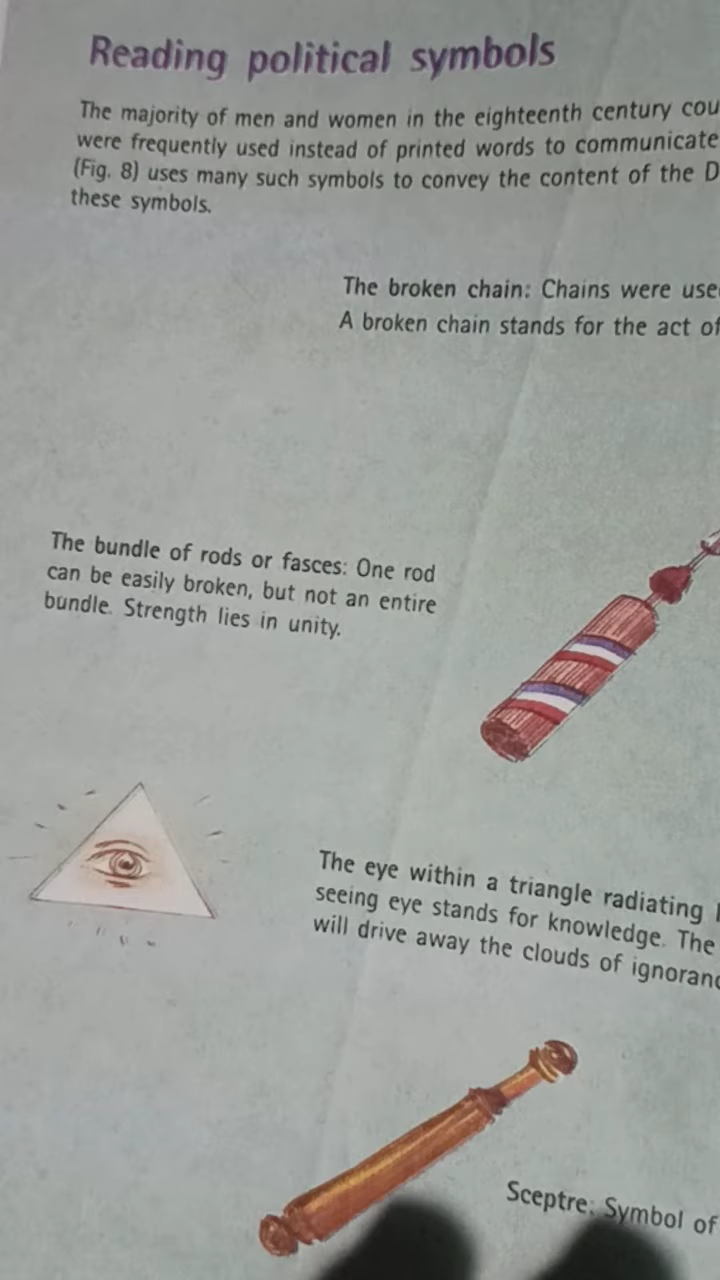 Reading political symbols
The majority of men and women in the eighteenth century cou
were frequently used instead of printed words to communicate
(Fig. 8) uses many such symbols to convey the content of the D
these symbols.
The broken chain: Chains were use
A broken chain stands for the act of
The bundle of rods or fasces: One rod
can be easily broken, but not an entire
bundle. Strength lies in unity.
The eye within a triangle radiating l
seeing eye stands for knowledge. The
will drive away the clouds of ignoranc
Sceptre: Symbol of